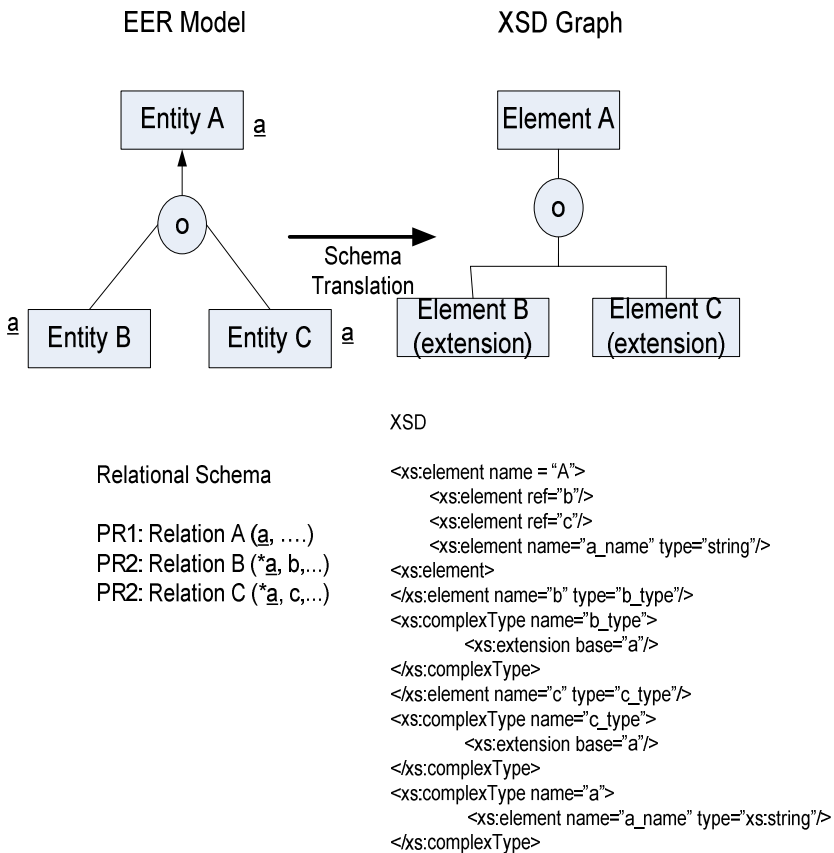 EER Model
XSD Graph
Entity A
a
Element A
o
o
Schema
Translation
a
Entity B
Entity C
a
Element B
(extension)
Element C
(extension)
Relational Schema
PR1: Relation A (a, ....)
PR2: Relation B (*a, b,...)
PR2: Relation C (*a, c,...)
XSD
<xs:element name = “A”>
<xs:element ref=”b”/>
<xs:element ref=”c”/>
<xs:element name=”a_name” type=”string”/>
<xs:element>
</xs:element name=”b” type=”b_type”/>
<xs:complexType name=”b_type”>
<xs:extension base=”a”/>
</xs:complexType>
</xs:element name=”c” type=”c_type”/>
<xs:complexType name=”c_type”>
<xs:extension base=”a”/>
</xs:complexType>
<xs:complexType name=”a”>
<xs:element name=”a_name” type=”xs:string”/>
</xs:complexType>